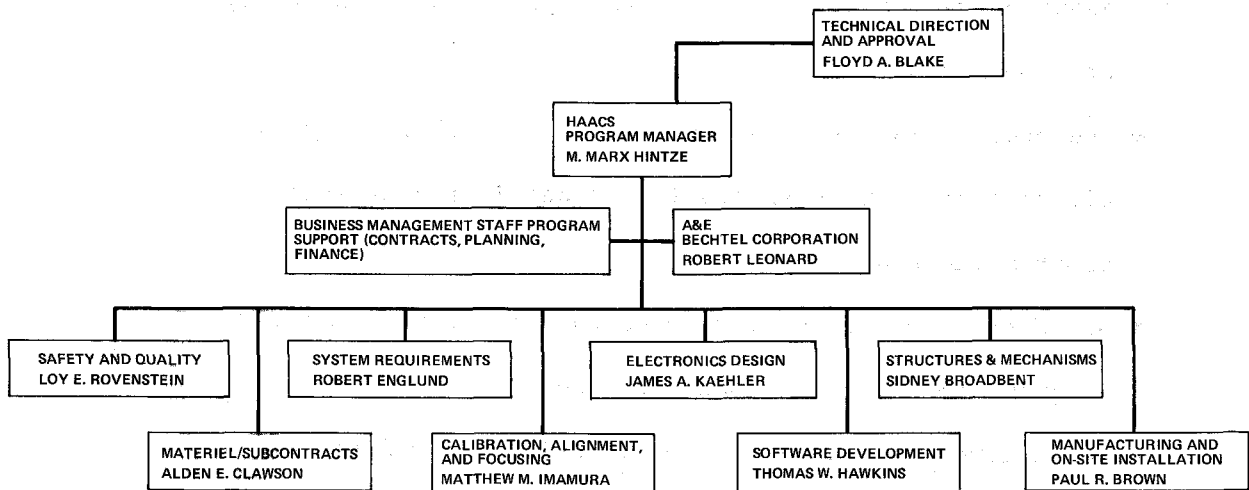 TECHNICAL DIRECTION
AND APPROVAL
FLOYD A. BLAKE
HAACS
PROGRAM MANAGER
M. MARX HINTZE
BUSINESS MANAGEMENT STAFF PROGRAM
SUPPORT (CONTRACTS, PLANNING,
FINANCE)
A&E
BECHTEL CORPORATION
ROBERT LEONARD
SAFETY AND QUALITY
LOY E. ROVENSTEIN
SYSTEM REQUIREMENTS
ROBERT ENGLUND
ELECTRONICS DESIGN
JAMES A. KAEHLER
STRUCTURES & MECHANISMS
SIDNEY BROADBENT
MATERIEL/SUBCONTRACTS
ALDEN E. CLAWSON
CALIBRATION, ALIGNMENT,
AND FOCUSING
MATTHEW M. IMAMURA
SOFTWARE DEVELOPMENT
THOMAS W. HAWKINS
MANUFACTURING AND
ON-SITE INSTALLATION
PAUL R. BROWN